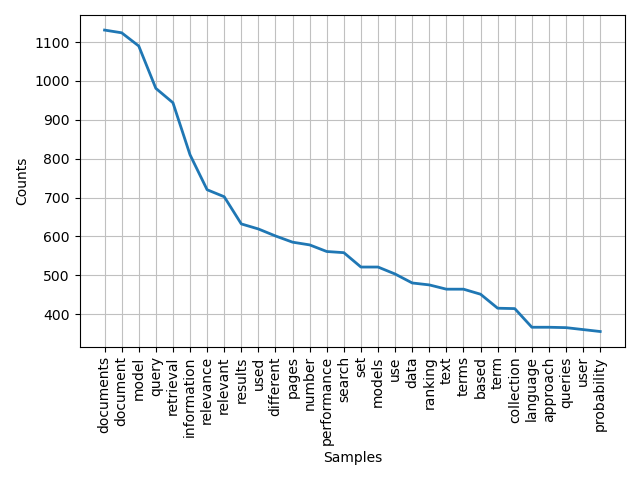 1100
1000
900
800
700
600
500
400
Counts
documents
document
model
query
retrieval
information
relevance
relevant
results
used
different
pages
number
performance
search
set
models
use
data
ranking
text
terms
based
term
collection
language
approach
queries
user
probability
Samples